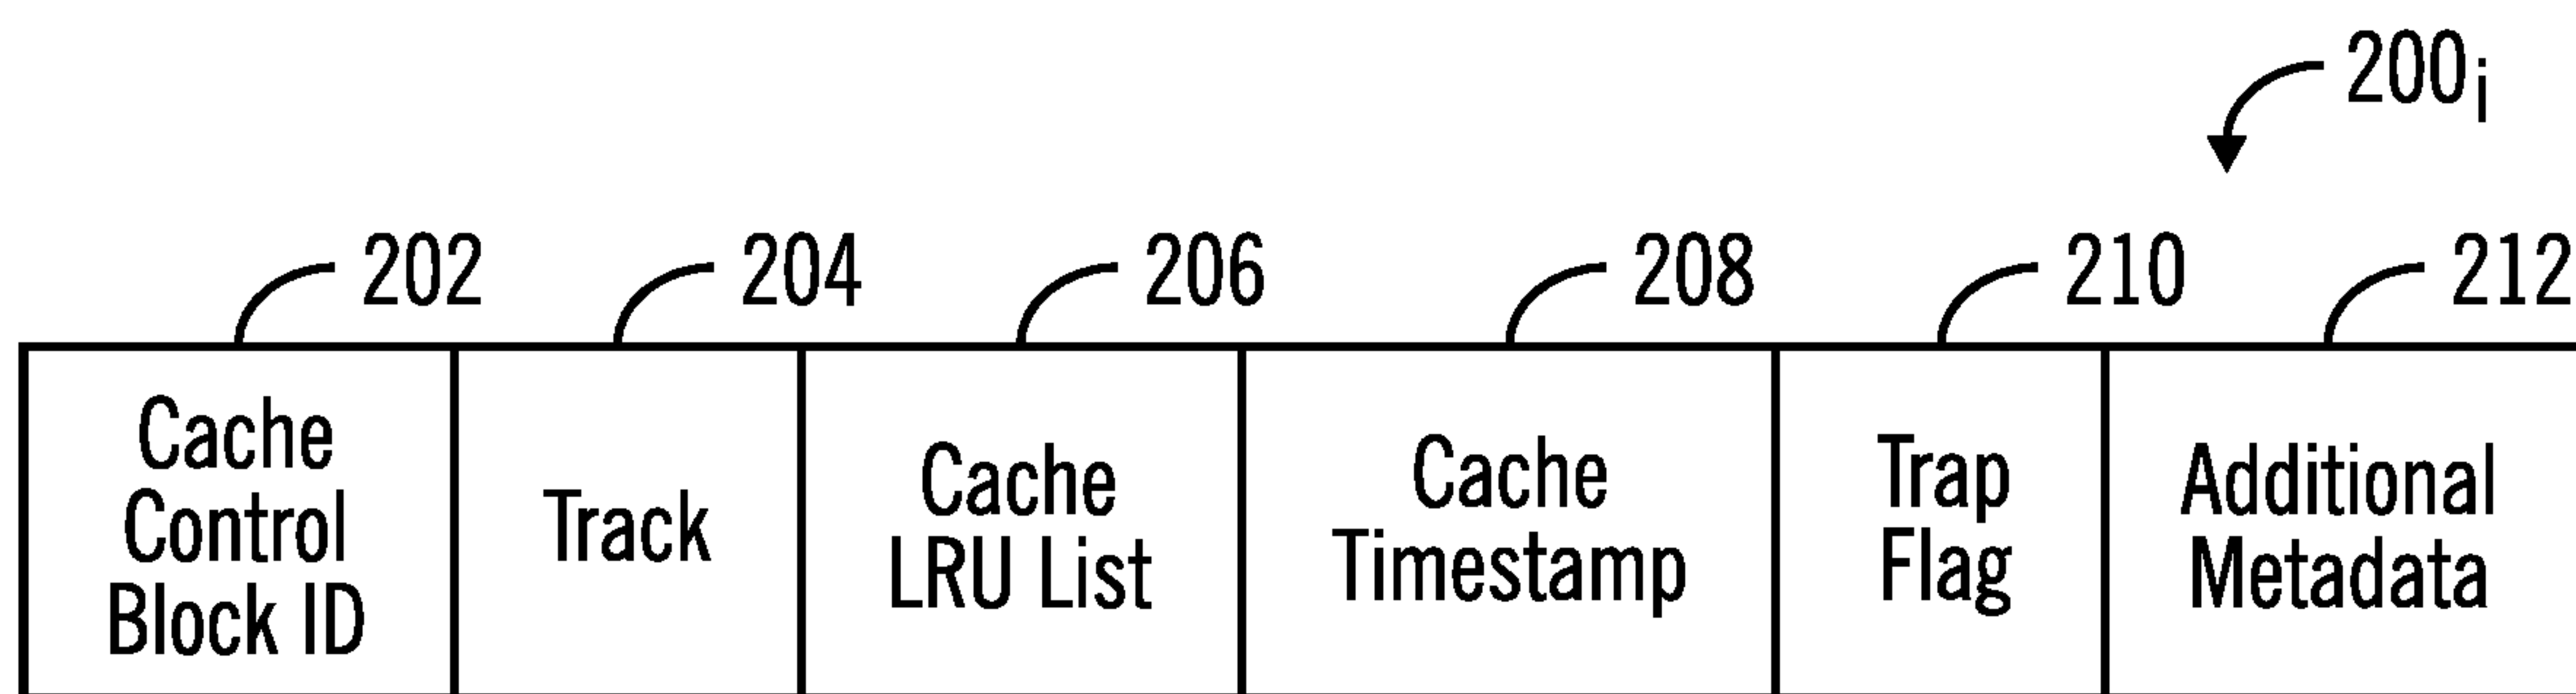 200i
202 204 206 208 210 212
Cache
Control
Block ID
Track
Cache
LRU List
Cache
Timestamp
Trap
Flag
Additional
Metadata